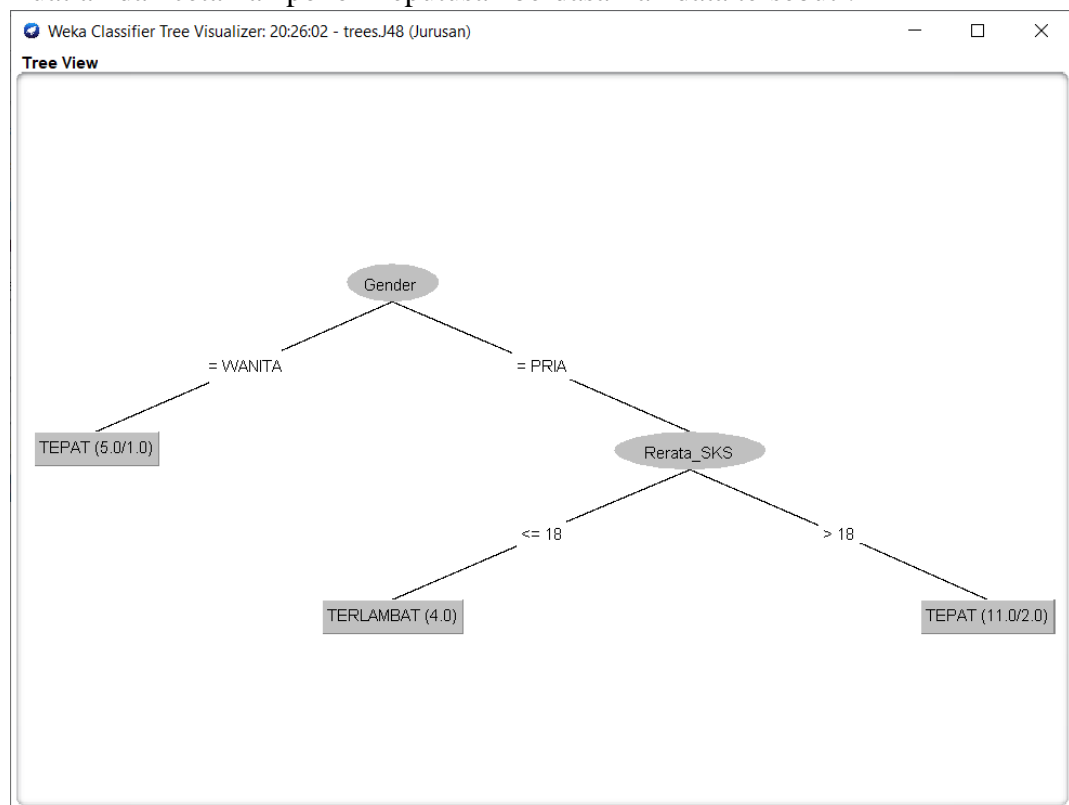 Weka Classifier Tree Visualizer: 20:26:02 - trees.J48 (Jurusan)
Tree View
Gender
= WANITA
= PRIA
TEPAT (5.0/1.0)
Rerata_SKS
<= 18
> 18
TERLAMBAT (4.0)
TEPAT (11.0/2.0)